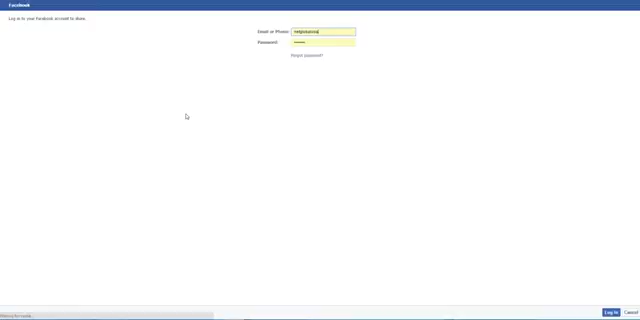 Facebook
Log in to your Facebook account to share.
Email or Phone:
Password:
Forgot password?
Log In Cancel